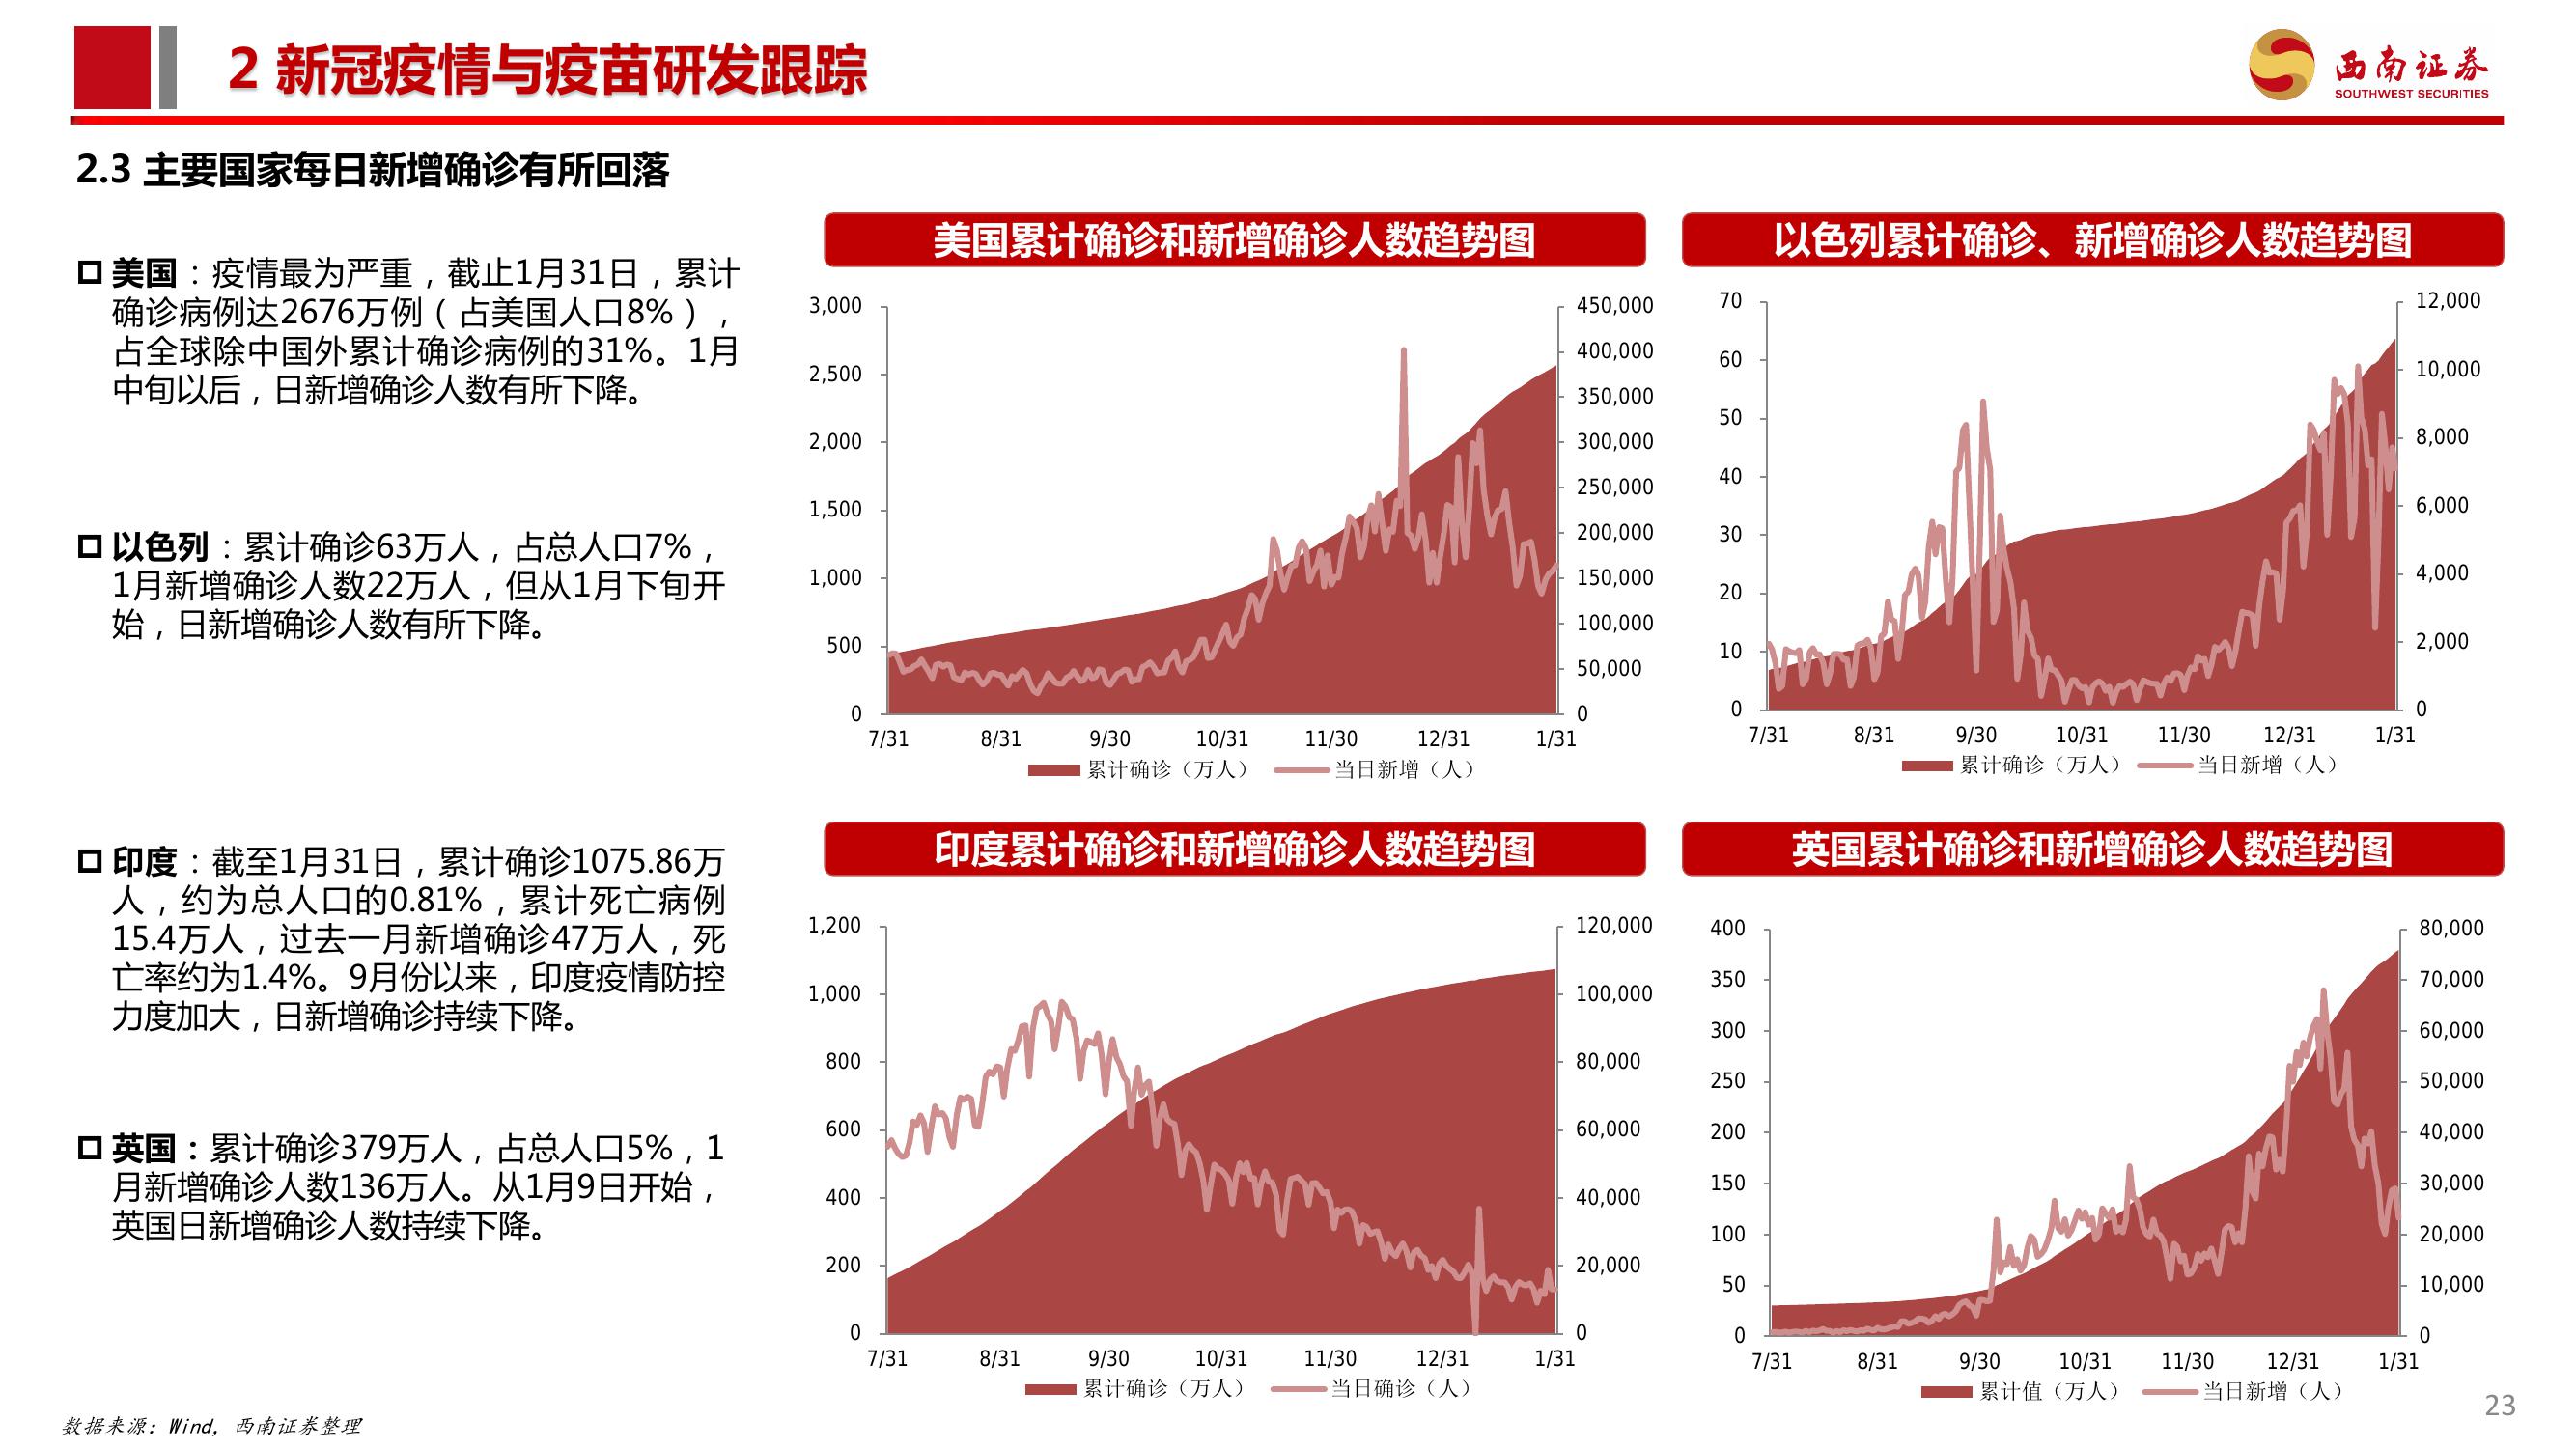 2 新冠疫情与疫苗研发跟踪
西南证券
SOUTHWEST SECURITIES
2.3 主要国家每日新增确诊有所回落
美国：疫情最为严重，截止1月31日，累计
确诊病例达2676万例（占美国人口8%），
占全球除中国外累计确诊病例的31%。1月
中旬以后，日新增确诊人数有所下降。
以色列：累计确诊63万人，占总人口7%，
1月新增确诊人数22万人，但从1月下旬开
始，日新增确诊人数有所下降。
印度：截至1月31日，累计确诊1075.86万
人，约为总人口的0.81%，累计死亡病例
15.4万人，过去一月新增确诊47万人，死
亡率约为1.4%。9月份以来，印度疫情防控
力度加大，日新增确诊持续下降。
英国：累计确诊379万人，占总人口5%，1
月新增确诊人数136万人。从1月9日开始，
英国日新增确诊人数持续下降。
美国累计确诊和新增确诊人数趋势图
3,000
2,500
2,000
1,500
1,000
500
0
450,000
400,000
350,000
300,000
250,000
200,000
150,000
100,000
50,000
0
7/31 8/31 9/30 10/31 11/30 12/31 1/31
累计确诊（万人） 当日新增（人）
以色列累计确诊、新增确诊人数趋势图
70
60
50
40
30
20
10
0
12,000
10,000
8,000
6,000
4,000
2,000
0
7/31 8/31 9/30 10/31 11/30 12/31 1/31
累计确诊（万人） 当日新增（人）
印度累计确诊和新增确诊人数趋势图
1,200
1,000
800
600
400
200
0
120,000
100,000
80,000
60,000
40,000
20,000
0
7/31 8/31 9/30 10/31 11/30 12/31 1/31
累计确诊（万人） 当日确诊（人）
英国累计确诊和新增确诊人数趋势图
400
350
300
250
200
150
100
50
0
80,000
70,000
60,000
50,000
40,000
30,000
20,000
10,000
0
7/31 8/31 9/30 10/31 11/30 12/31 1/31
累计值（万人） 当日新增（人）
数据来源：Wind，西南证券整理
23